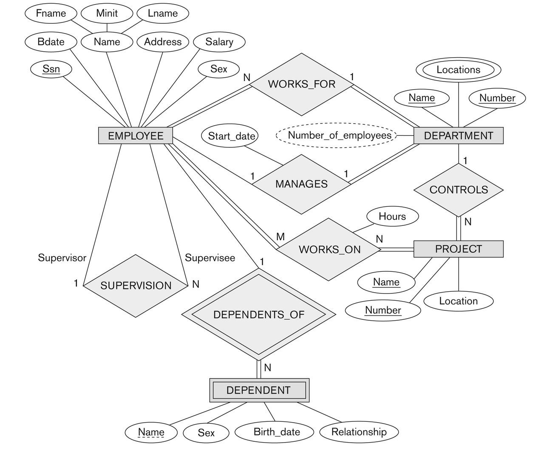 Fname
Minit
Lname
Bdate
Name
Address
Salary
Ssn
Sex
N
WORKS_FOR
1
Locations
Name
Number
EMPLOYEE
Start_date
Number_of_employees
DEPARTMENT
1
MANAGES
1
1
CONTROLS
N
Hours
M
WORKS_ON
N
PROJECT
Supervisor
Supervisee
1
SUPERVISION
N
1
Name
Number
Location
DEPENDENTS_OF
N
DEPENDENT
Name
Sex
Birth_date
Relationship